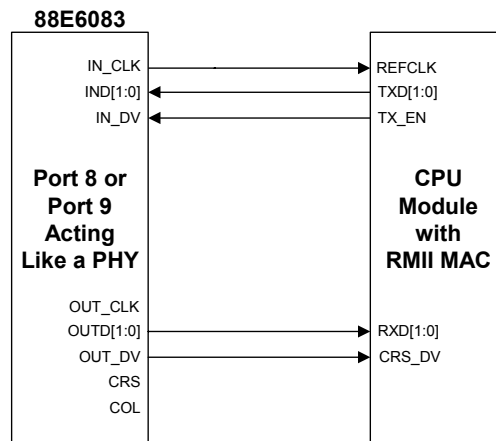 88E6083
IN_CLK
REFCLK
IND[1:0]
TXD[1:0]
IN_DV
TX_EN
Port 8 or
Port 9
Acting
Like a PHY
CPU
Module
with
RMII MAC
OUT_CLK
OUTD[1:0]
RXD[1:0]
OUT_DV
CRS_DV
CRS
COL